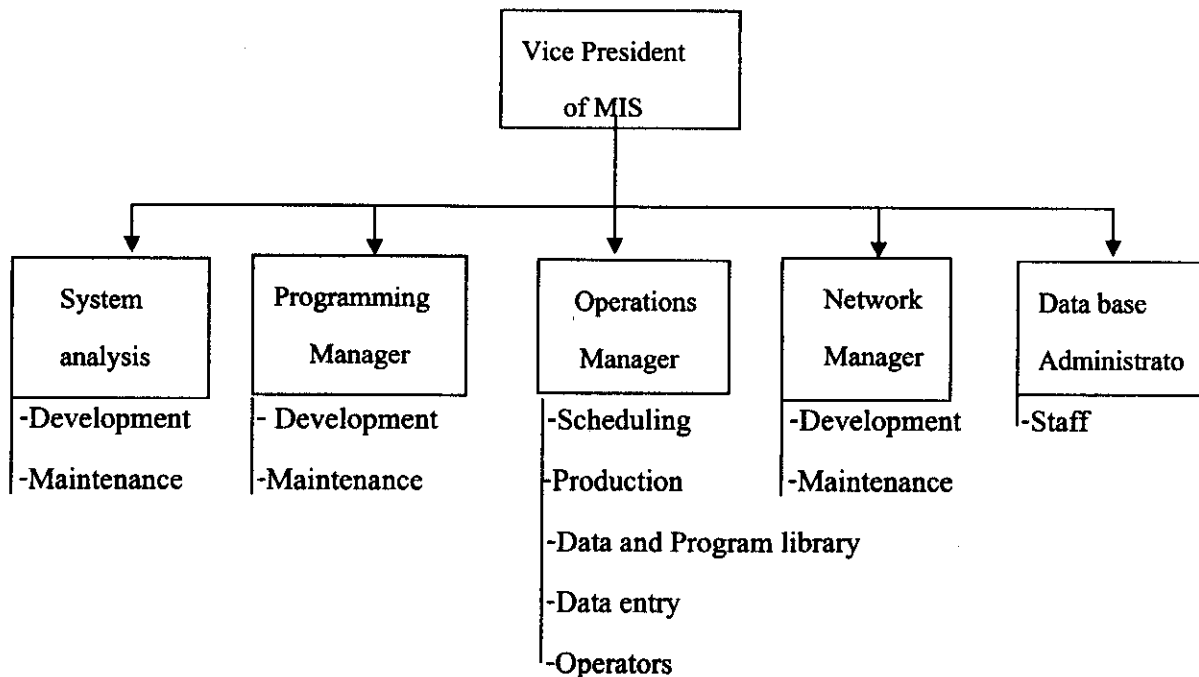 Vice President
of MIS
System
analysis
-Development
-Maintenance
Programming
Manager
- Development
-Maintenance
Operations
Manager
-Scheduling
-Production
-Data and Program library
-Data entry
-Operators
Network
Manager
-Development
-Maintenance
Data base
Administrato
-Staff